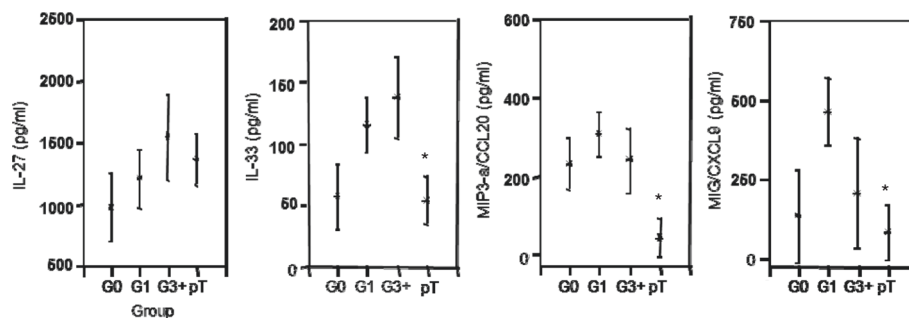 IL-27 (pg/ml)
2500
2000
1500
1000
500
G0 G1 G3+ pT
Group
IL-33 (pg/ml)
200
150
100
50
0
*
G0 G1 G3+ pT
MIP3-a/CCL20 (pg/ml)
600
400
200
0
*
G0 G1 G3+ pT
MIG/CXCL9 (pg/ml)
750
500
250
0
*
G0 G1 G3+ pT